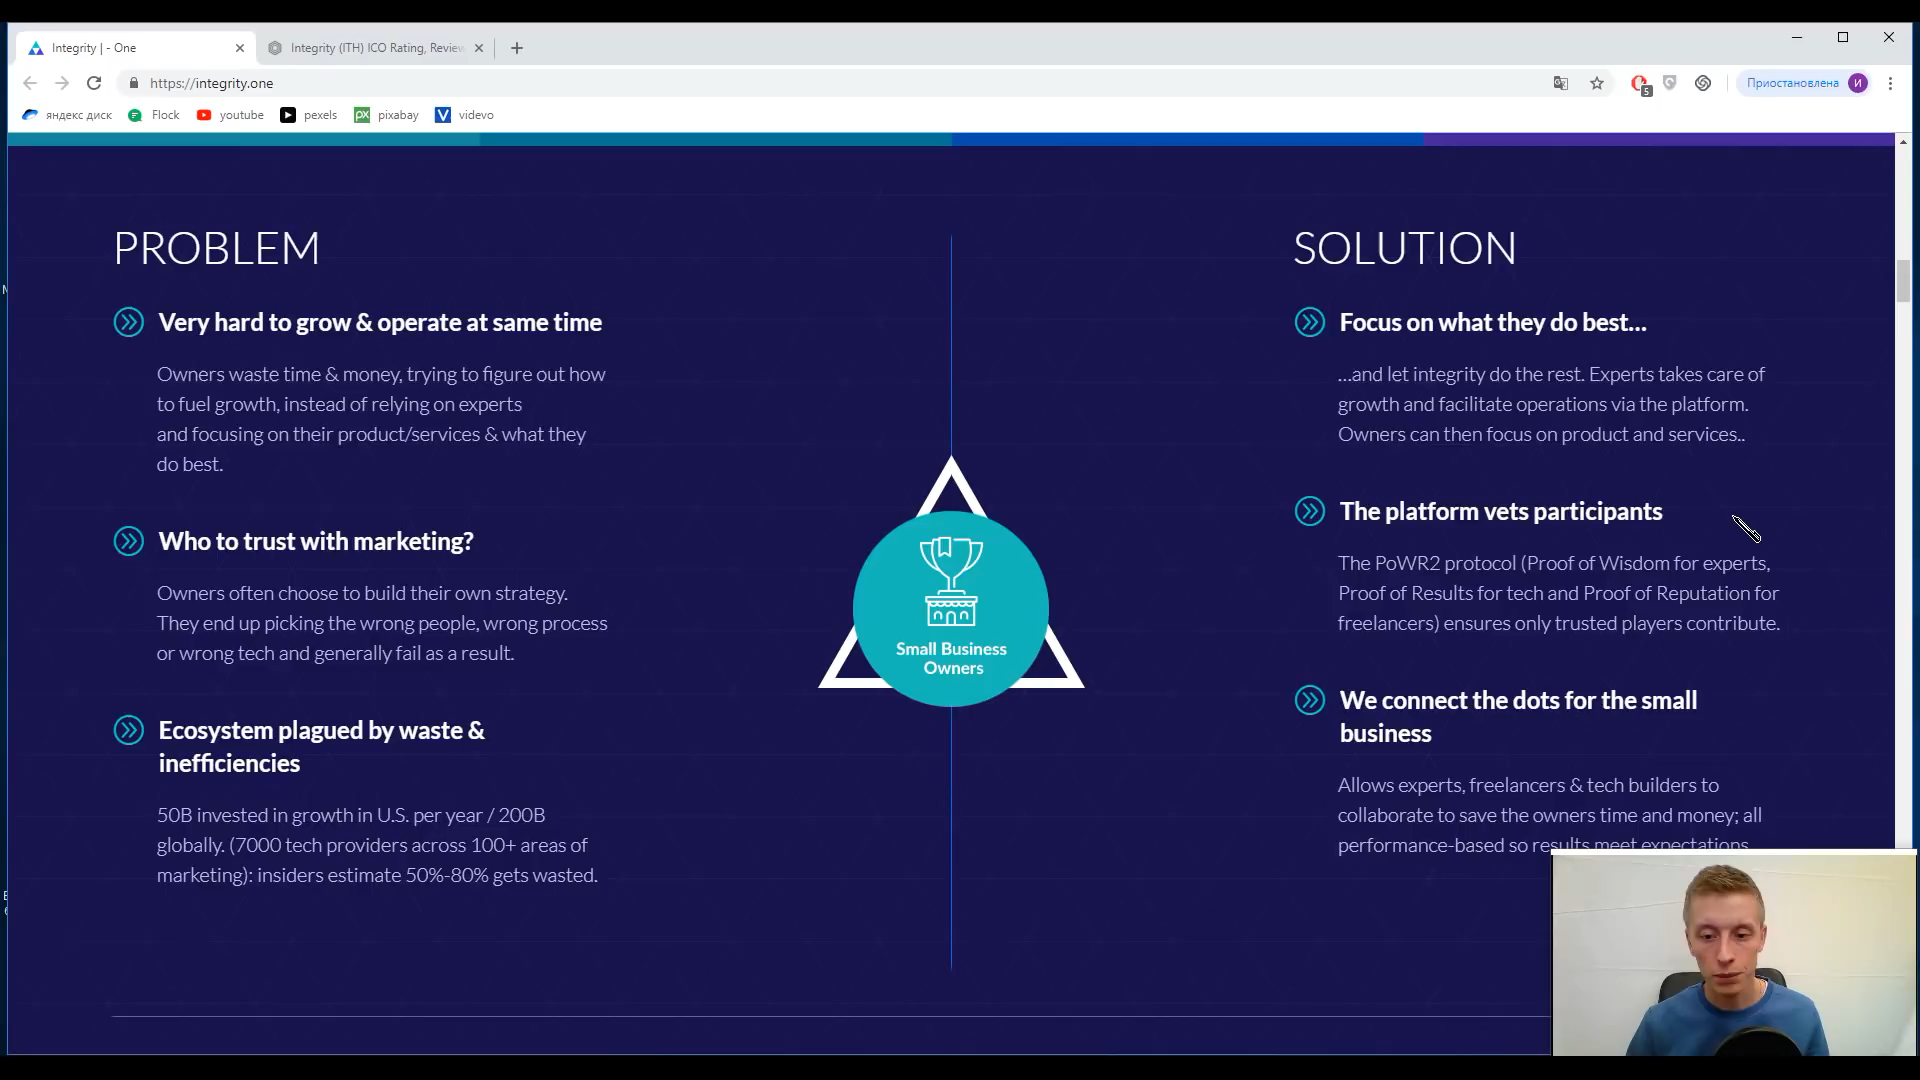 Integrity | - One
Integrity (ITH) ICO Rating, Review
https://integrity.one
5
Приостановлена
И
яндекс диск
Flock
youtube
px
pexels
pixabay
V
videvo
PROBLEM
Very hard to grow & operate at same time
Owners waste time & money, trying to figure out how
to fuel growth, instead of relying on experts
and focusing on their product/services & what they
do best.
Who to trust with marketing?
Owners often choose to build their own strategy.
They end up picking the wrong people, wrong process
or wrong tech and generally fail as a result.
Ecosystem plagued by waste &
inefficiencies
50B invested in growth in U.S. per year / 200B
globally. (7000 tech providers across 100+ areas of
marketing): insiders estimate 50%-80% gets wasted.
Small Business
Owners
SOLUTION
Focus on what they do best...
...and let integrity do the rest. Experts takes care of
growth and facilitate operations via the platform.
Owners can then focus on product and services..
The platform vets participants
The PoWR2 protocol (Proof of Wisdom for experts,
Proof of Results for tech and Proof of Reputation for
freelancers) ensures only trusted players contribute.
We connect the dots for the small
business
Allows experts, freelancers & tech builders to
collaborate to save the owners time and money; all
performance-based so results meet expectations